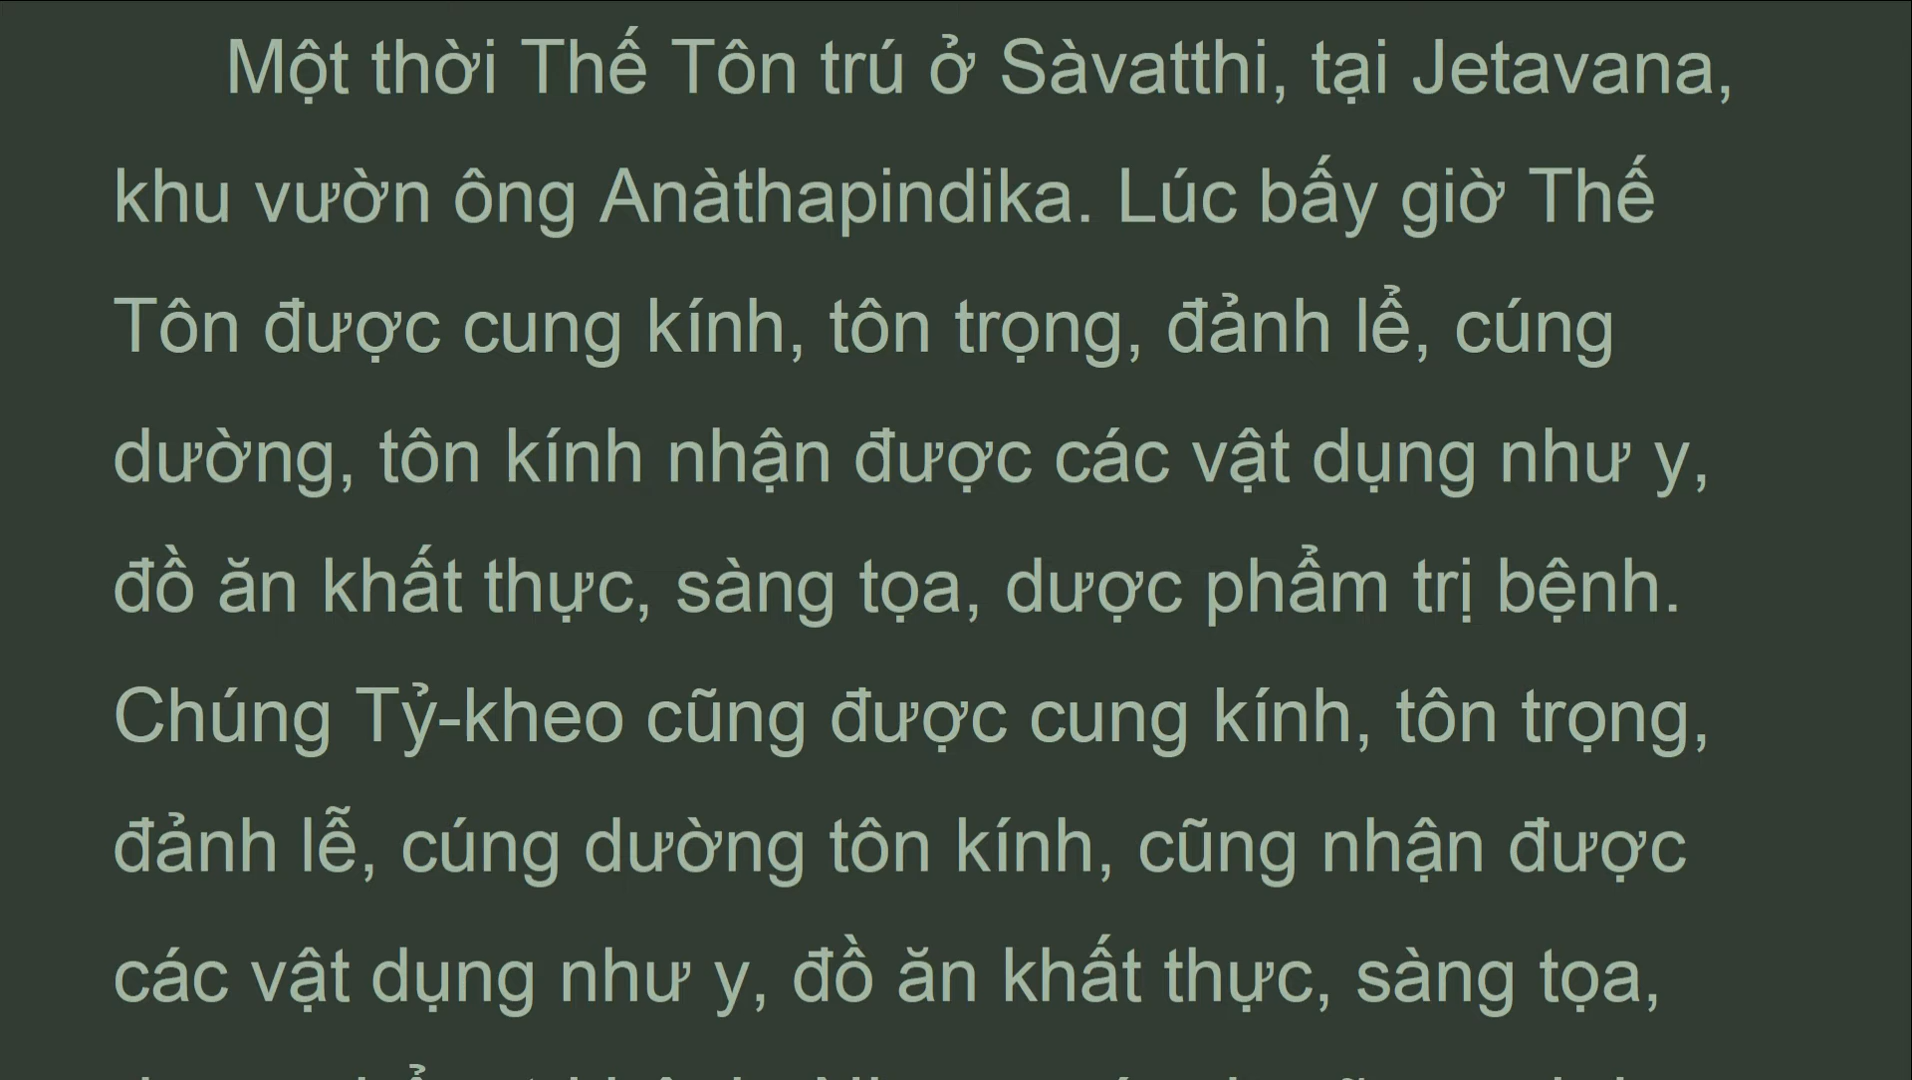 Một thời Thế Tôn trú ở Sàvatthi, tại Jetavana,
khu vườn ông Anàthapindika. Lúc bấy giờ Thế
Tôn được cung kính, tôn trọng, đảnh lể, cúng
dường, tôn kính nhận được các vật dụng như y,
đồ ăn khất thực, sàng tọa, dược phẩm trị bệnh.
Chúng Tỷ-kheo cũng được cung kính, tôn trọng,
đảnh lễ, cúng dường tôn kính, cũng nhận được
các vật dụng như y, đồ ăn khất thực, sàng tọa,